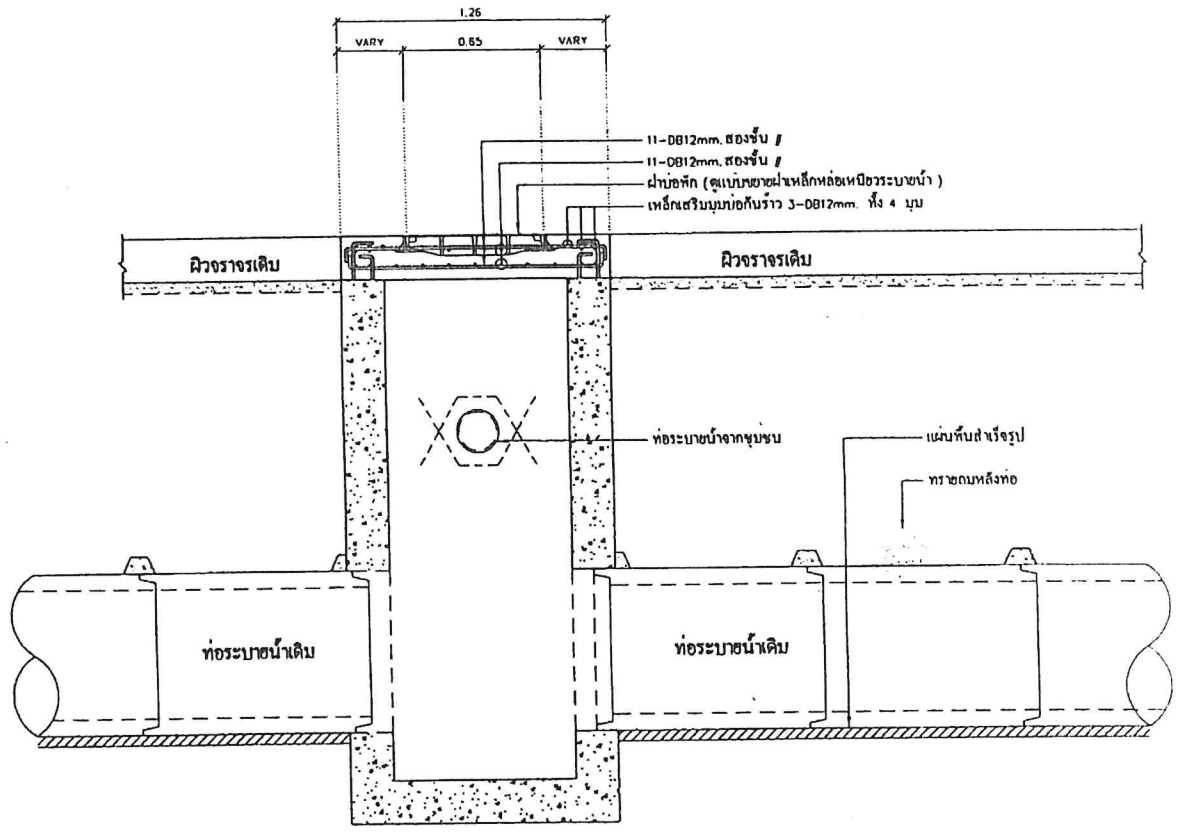 1.26
VARY 0.65 VARY
11-DB12mm. สองชั้น //
11-DB12mm. สองชั้น //
ฝาบ่อพัก (ดูแบบขยายฝาเหล็กหล่อเหนียวระบายน้ำ)
เหล็กเสริมมุมบ่อกันร้าว 3-DB12mm. ทั้ง 4 มุม
ผิวจราจรเดิม
ผิวจราจรเดิม
ท่อระบายน้ำจากชุมชน
แผ่นพื้นสำเร็จรูป
ทรายถมหลังท่อ
ท่อระบายน้ำเดิม
ท่อระบายน้ำเดิม